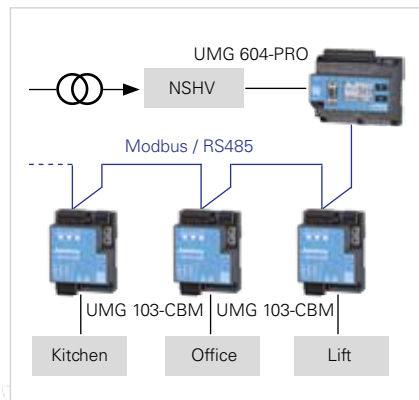 UMG 604-PRO
NSHV
Modbus / RS485
UMG 103-CBM
UMG 103-CBM
Kitchen
Office
Lift